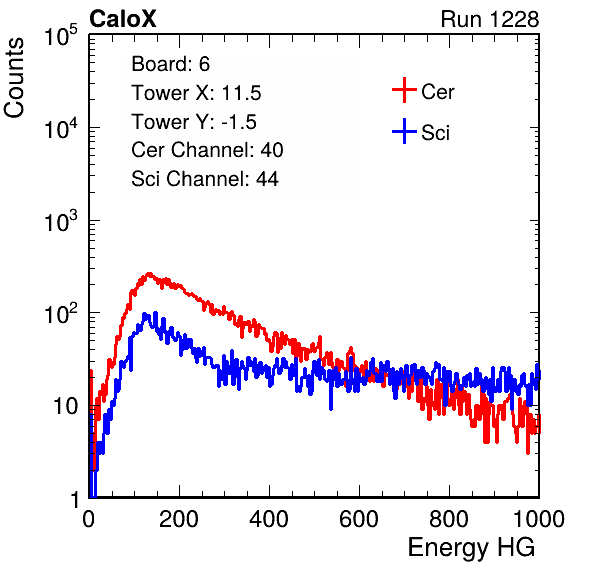 CaloX Run 1228
Counts
10^5
10^4
10^3
10^2
10
1
Board: 6
Tower X: 11.5
Tower Y: -1.5
Cer Channel: 40
Sci Channel: 44
Cer
Sci
0 200 400 600 800 1000
Energy HG